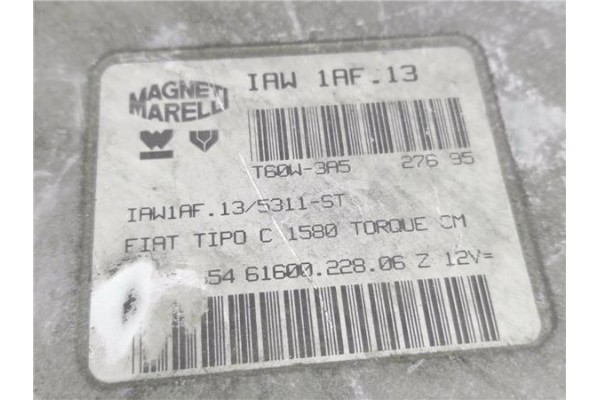 MAGNETI
MARELLI
IAW 1AF.13
T60W-3A5 276 95
IAW1AF.13/5311-ST
FIAT TIPO C 1580 TORQUE CM
54 61600.228.06 Z 12V=